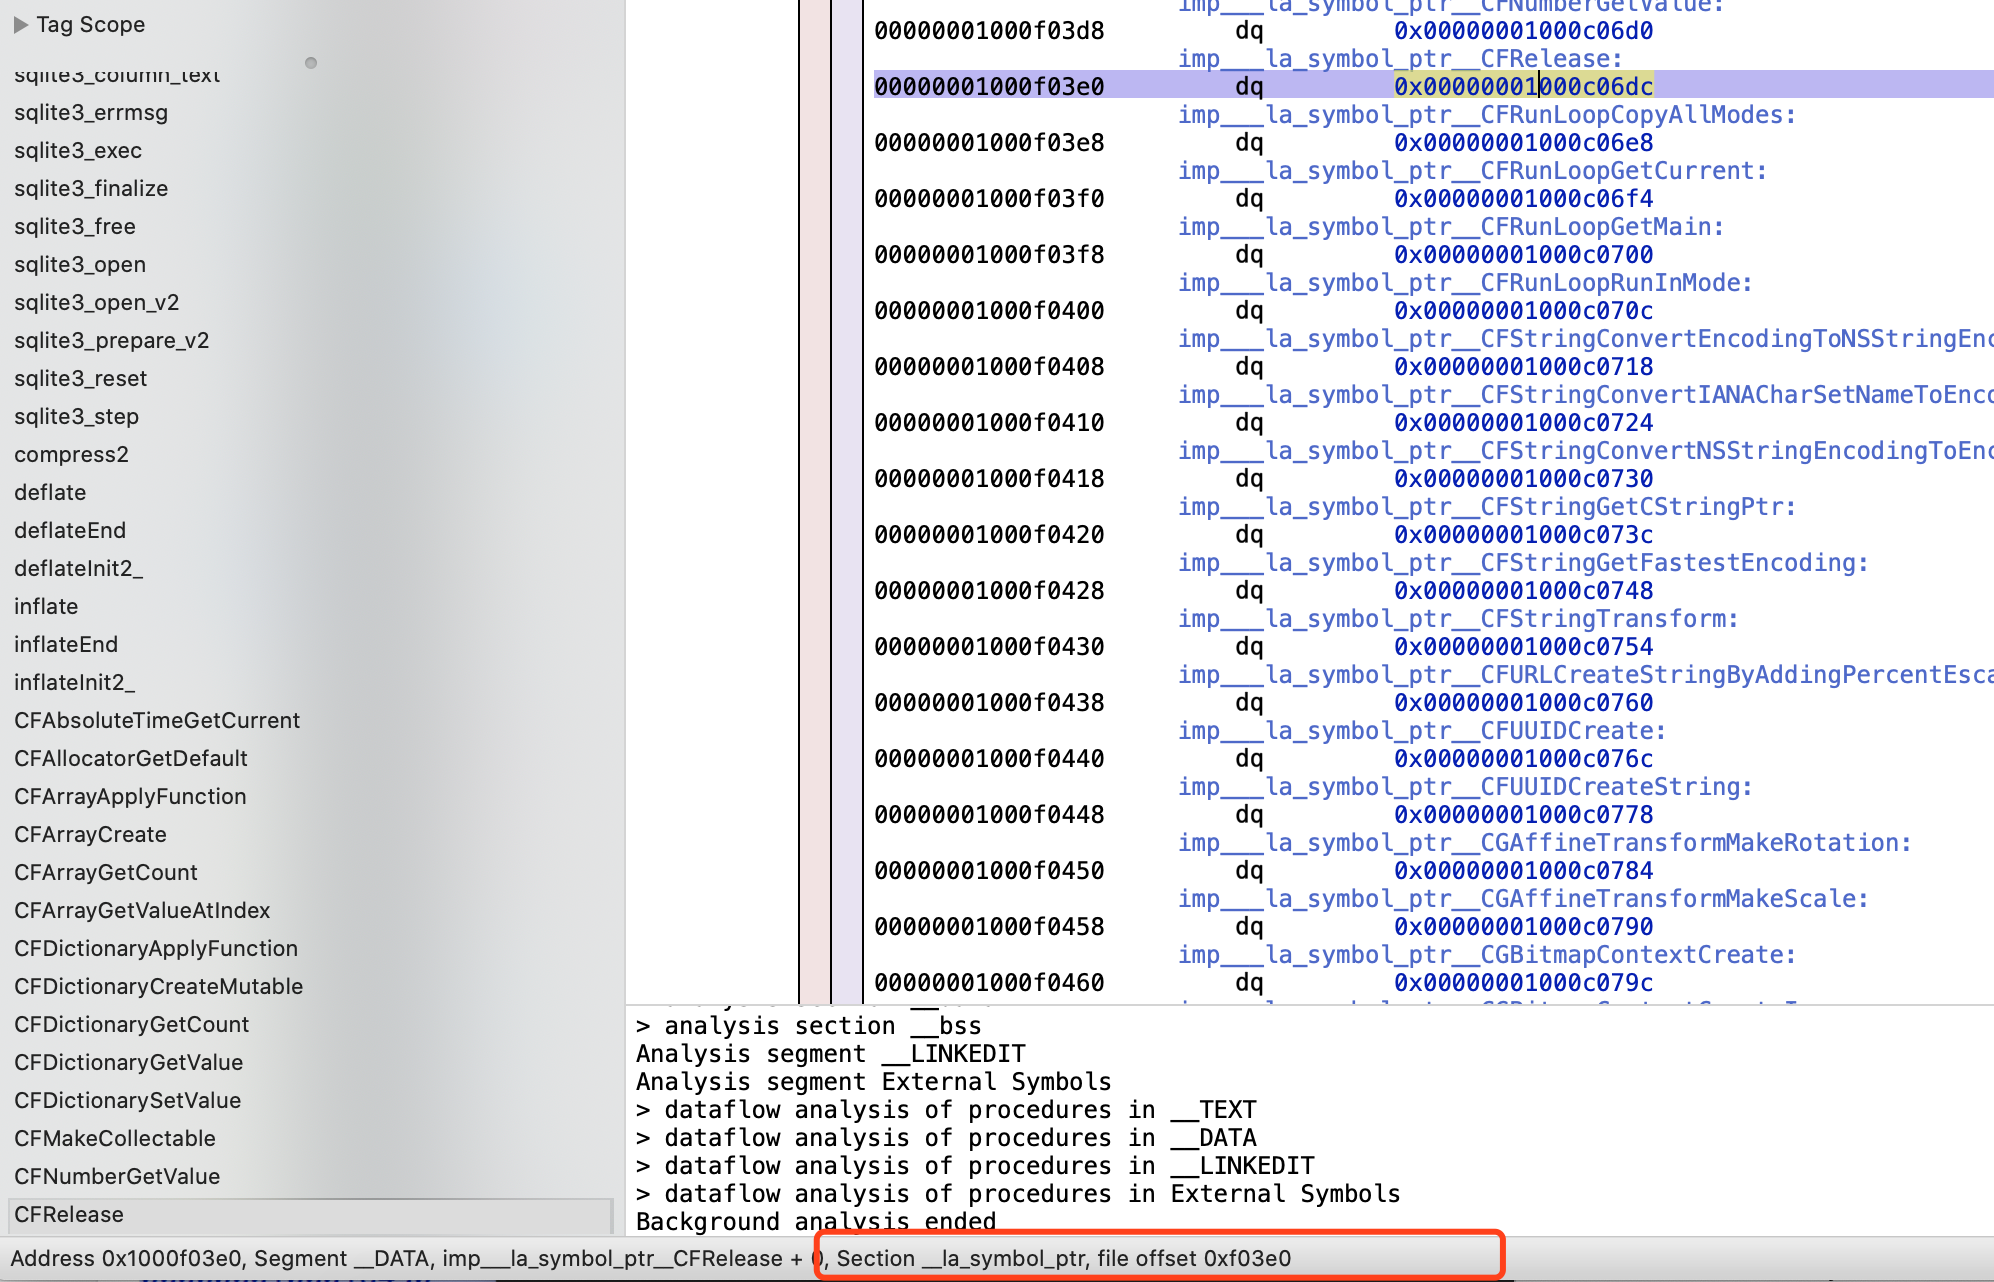 Tag Scope
sqlite3_column_text
sqlite3_errmsg
sqlite3_exec
sqlite3_finalize
sqlite3_free
sqlite3_open
sqlite3_open_v2
sqlite3_prepare_v2
sqlite3_reset
sqlite3_step
compress2
deflate
deflateEnd
deflateInit2_
inflate
inflateEnd
inflateInit2_
CFAbsoluteTimeGetCurrent
CFAllocatorGetDefault
CFArrayApplyFunction
CFArrayCreate
CFArrayGetCount
CFArrayGetValueAtIndex
CFDictionaryApplyFunction
CFDictionaryCreateMutable
CFDictionaryGetCount
CFDictionaryGetValue
CFDictionarySetValue
CFMakeCollectable
CFNumberGetValue
CFRelease
imp___la_symbol_ptr__CFNumberGetValue:
00000001000f03d8 dq 0x00000001000c06d0
imp___la_symbol_ptr__CFRelease:
00000001000f03e0 dq 0x00000001000c06dc
imp___la_symbol_ptr__CFRunLoopCopyAllModes:
00000001000f03e8 dq 0x00000001000c06e8
imp___la_symbol_ptr__CFRunLoopGetCurrent:
00000001000f03f0 dq 0x00000001000c06f4
imp___la_symbol_ptr__CFRunLoopGetMain:
00000001000f03f8 dq 0x00000001000c0700
imp___la_symbol_ptr__CFRunLoopRunInMode:
00000001000f0400 dq 0x00000001000c070c
imp___la_symbol_ptr__CFStringConvertEncodingToNSStringEnc
00000001000f0408 dq 0x00000001000c0718
imp___la_symbol_ptr__CFStringConvertIANACharSetNameToEnco
00000001000f0410 dq 0x00000001000c0724
imp___la_symbol_ptr__CFStringConvertNSStringEncodingToEnc
00000001000f0418 dq 0x00000001000c0730
imp___la_symbol_ptr__CFStringGetCStringPtr:
00000001000f0420 dq 0x00000001000c073c
imp___la_symbol_ptr__CFStringGetFastestEncoding:
00000001000f0428 dq 0x00000001000c0748
imp___la_symbol_ptr__CFStringTransform:
00000001000f0430 dq 0x00000001000c0754
imp___la_symbol_ptr__CFURLCreateStringByAddingPercentEsca
00000001000f0438 dq 0x00000001000c0760
imp___la_symbol_ptr__CFUUIDCreate:
00000001000f0440 dq 0x00000001000c076c
imp___la_symbol_ptr__CFUUIDCreateString:
00000001000f0448 dq 0x00000001000c0778
imp___la_symbol_ptr__CGAffineTransformMakeRotation:
00000001000f0450 dq 0x00000001000c0784
imp___la_symbol_ptr__CGAffineTransformMakeScale:
00000001000f0458 dq 0x00000001000c0790
imp___la_symbol_ptr__CGBitmapContextCreate:
00000001000f0460 dq 0x00000001000c079c
> analysis section __bss
Analysis segment __LINKEDIT
Analysis segment External Symbols
> dataflow analysis of procedures in __TEXT
> dataflow analysis of procedures in __DATA
> dataflow analysis of procedures in __LINKEDIT
> dataflow analysis of procedures in External Symbols
Background analysis ended
Address 0x1000f03e0, Segment __DATA, imp___la_symbol_ptr__CFRelease + 0, Section __la_symbol_ptr, file offset 0xf03e0